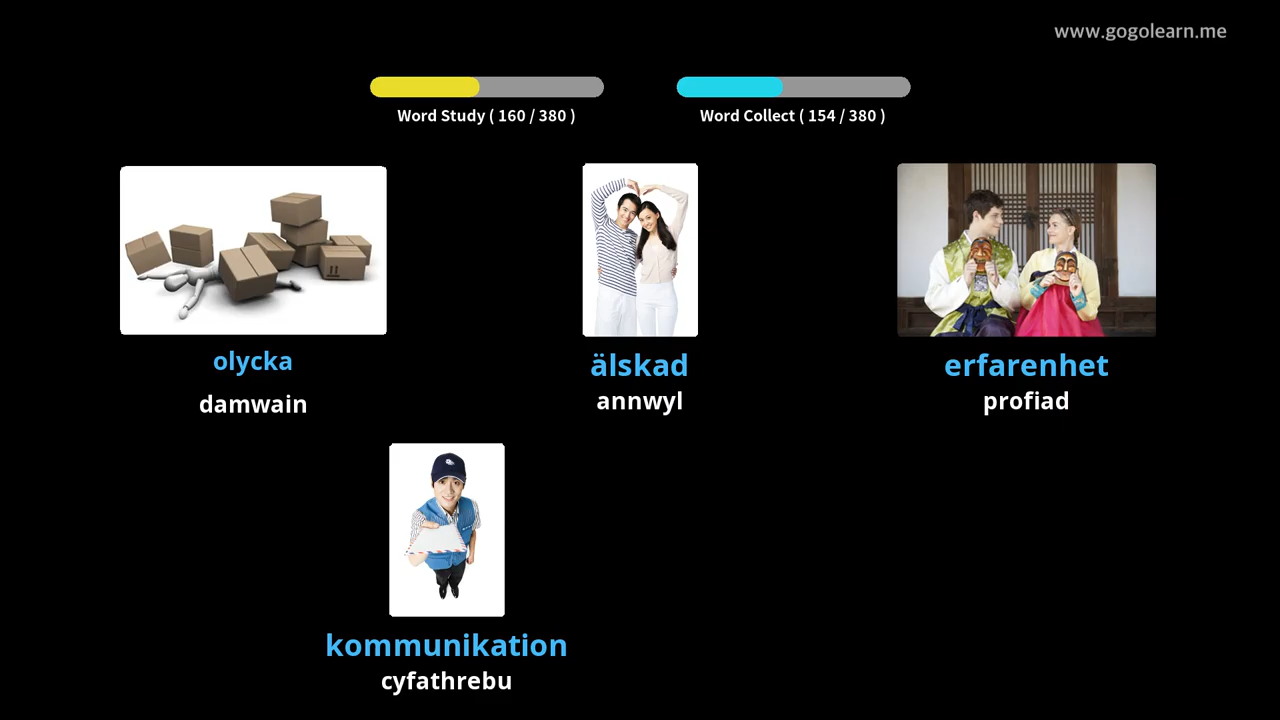 www.gogolearn.me
Word Study ( 160 / 380 )
Word Collect ( 154 / 380 )
olycka
damwain
älskad
annwyl
erfarenhet
profiad
kommunikation
cyfathrebu